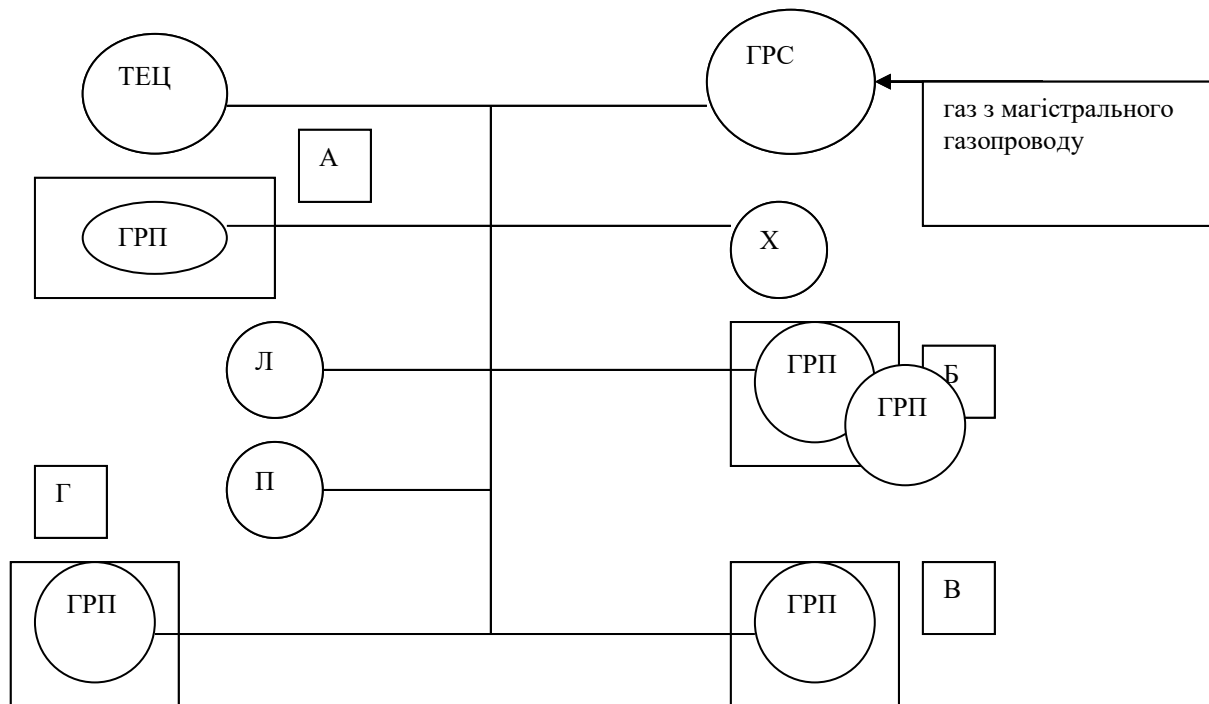 ТЕЦ
ГРС
газ з магістрального
газопроводу
А
ГРП
Х
Л
ГРП
Б
ГРП
П
Г
ГРП
ГРП
В